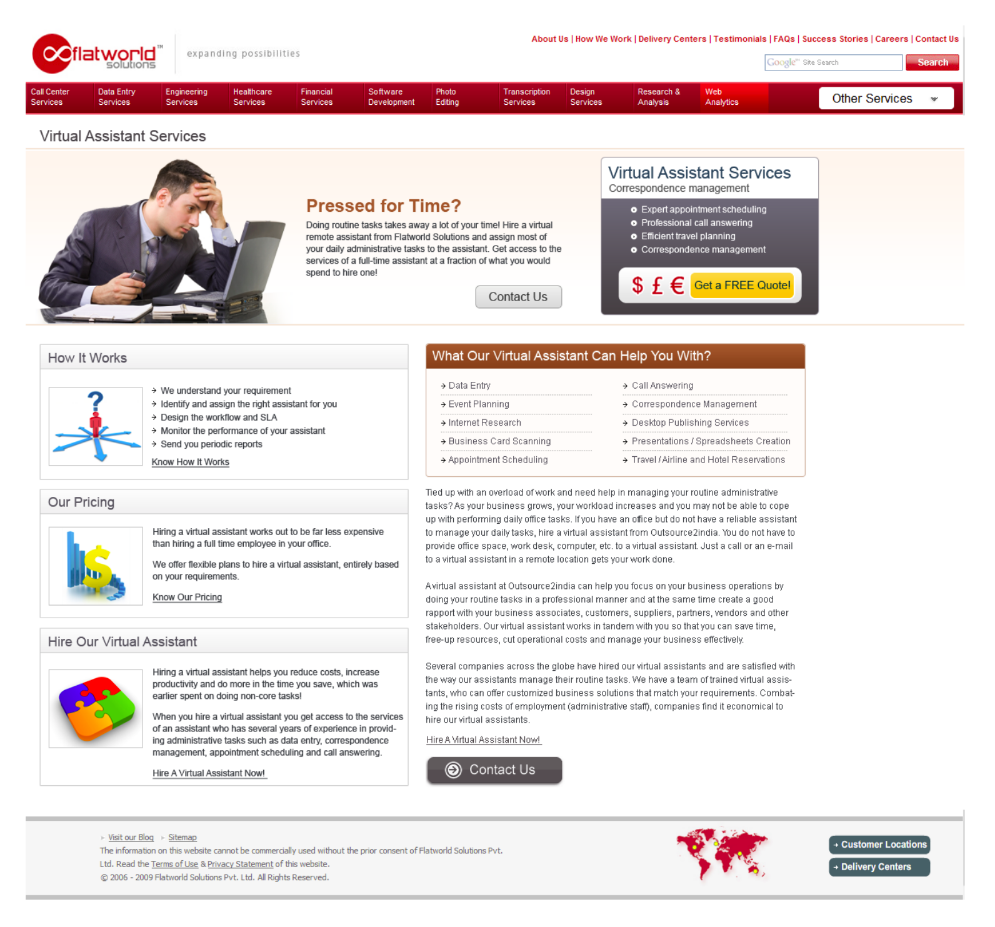 flatworld™
solutions
expanding possibilities
About Us | How We Work | Delivery Centers | Testimonials | FAQs | Success Stories | Careers | Contact Us
Google™ Site Search
Search
Call Center Services
Data Entry Services
Engineering Services
Healthcare Services
Financial Services
Software Development
Photo Editing
Transcription Services
Design Services
Research & Analysis
Web Analytics
Other Services
Virtual Assistant Services
Pressed for Time?
Doing routine tasks takes away a lot of your time! Hire a virtual
remote assistant from Flatworld Solutions and assign most of
your daily administrative tasks to the assistant. Get access to the
services of a full-time assistant at a fraction of what you would
spend to hire one!
Contact Us
Virtual Assistant Services
Correspondence management
Expert appointment scheduling
Professional call answering
Efficient travel planning
Correspondence management
$ £ € Get a FREE Quote!
How It Works
?
We understand your requirement
Identify and assign the right assistant for you
Design the workflow and SLA
Monitor the performance of your assistant
Send you periodic reports
Know How It Works
Our Pricing
$
Hiring a virtual assistant works out to be far less expensive
than hiring a full time employee in your office.
We offer flexible plans to hire a virtual assistant, entirely based
on your requirements.
Know Our Pricing
Hire Our Virtual Assistant
Hiring a virtual assistant helps you reduce costs, increase
productivity and do more in the time you save, which was
earlier spent on doing non-core tasks!
When you hire a virtual assistant you get access to the services
of an assistant who has several years of experience in provid-
ing administrative tasks such as data entry, correspondence
management, appointment scheduling and call answering.
Hire A Virtual Assistant Now!
What Our Virtual Assistant Can Help You With?
Data Entry
Event Planning
Internet Research
Business Card Scanning
Appointment Scheduling
Call Answering
Correspondence Management
Desktop Publishing Services
Presentations / Spreadsheets Creation
Travel / Airline and Hotel Reservations
Tied up with an overload of work and need help in managing your routine administrative
tasks? As your business grows, your workload increases and you may not be able to cope
up with performing daily office tasks. If you have an office but do not have a reliable assistant
to manage your daily tasks, hire a virtual assistant from Outsource2india. You do not have to
provide office space, work desk, computer, etc. to a virtual assistant. Just a call or an e-mail
to a virtual assistant in a remote location gets your work done.
Avirtual assistant at Outsource2india can help you focus on your business operations by
doing your routine tasks in a professional manner and at the same time create a good
rapport with your business associates, customers, suppliers, partners, vendors and other
stakeholders. Our virtual assistant works in tandem with you so that you can save time,
free-up resources, cut operational costs and manage your business effectively.
Several companies across the globe have hired our virtual assistants and are satisfied with
the way our assistants manage their routine tasks. We have a team of trained virtual assis-
tants, who can offer customized business solutions that match your requirements. Combat-
ing the rising costs of employment (administrative staff), companies find it economical to
hire our virtual assistants.
Hire A Virtual Assistant Now!
Contact Us
Visit our Blog Sitemap
The information on this website cannot be commercially used without the prior consent of Flatworld Solutions Pvt.
Ltd. Read the Terms of Use & Privacy Statement of this website.
© 2006 - 2009 Flatworld Solutions Pvt. Ltd. All Rights Reserved.
Customer Locations
Delivery Centers